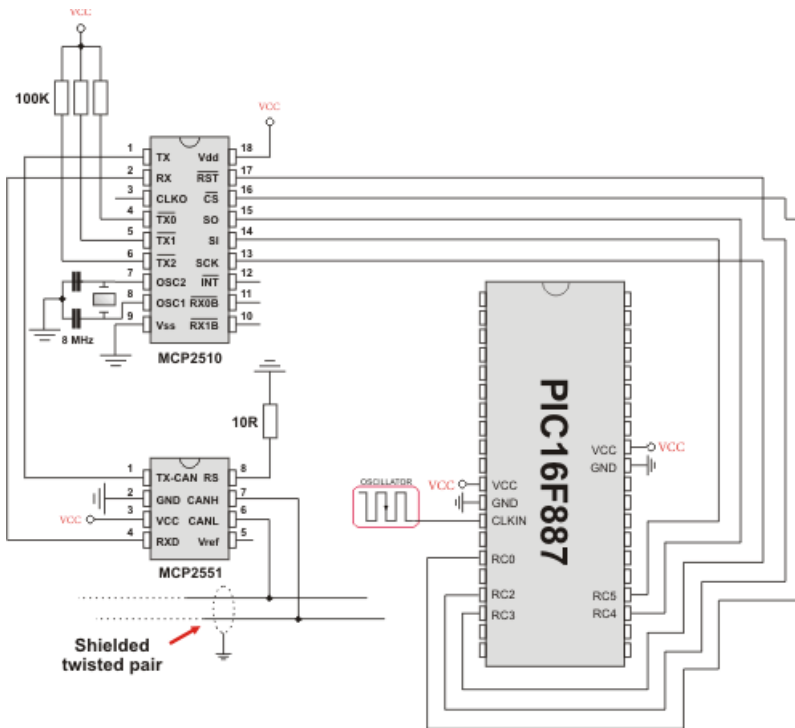 VCC
100K
VCC
1 TX Vdd 18
2 RX RST 17
3 CLKO CS 16
4 TX0 SO 15
5 TX1 SI 14
6 TX2 SCK 13
7 OSC2 INT 12
8 OSC1 RX0B 11
9 Vss RX1B 10
8 MHz
MCP2510
10R
1 TX-CAN RS 8
2 GND CANH 7
VCC 3 VCC CANL 6
4 RXD Vref 5
MCP2551
Shielded
twisted pair
PIC16F887
VCC VCC
GND
OSCILLATOR
VCC VCC
GND
CLKIN
RC0
RC2 RC5
RC3 RC4